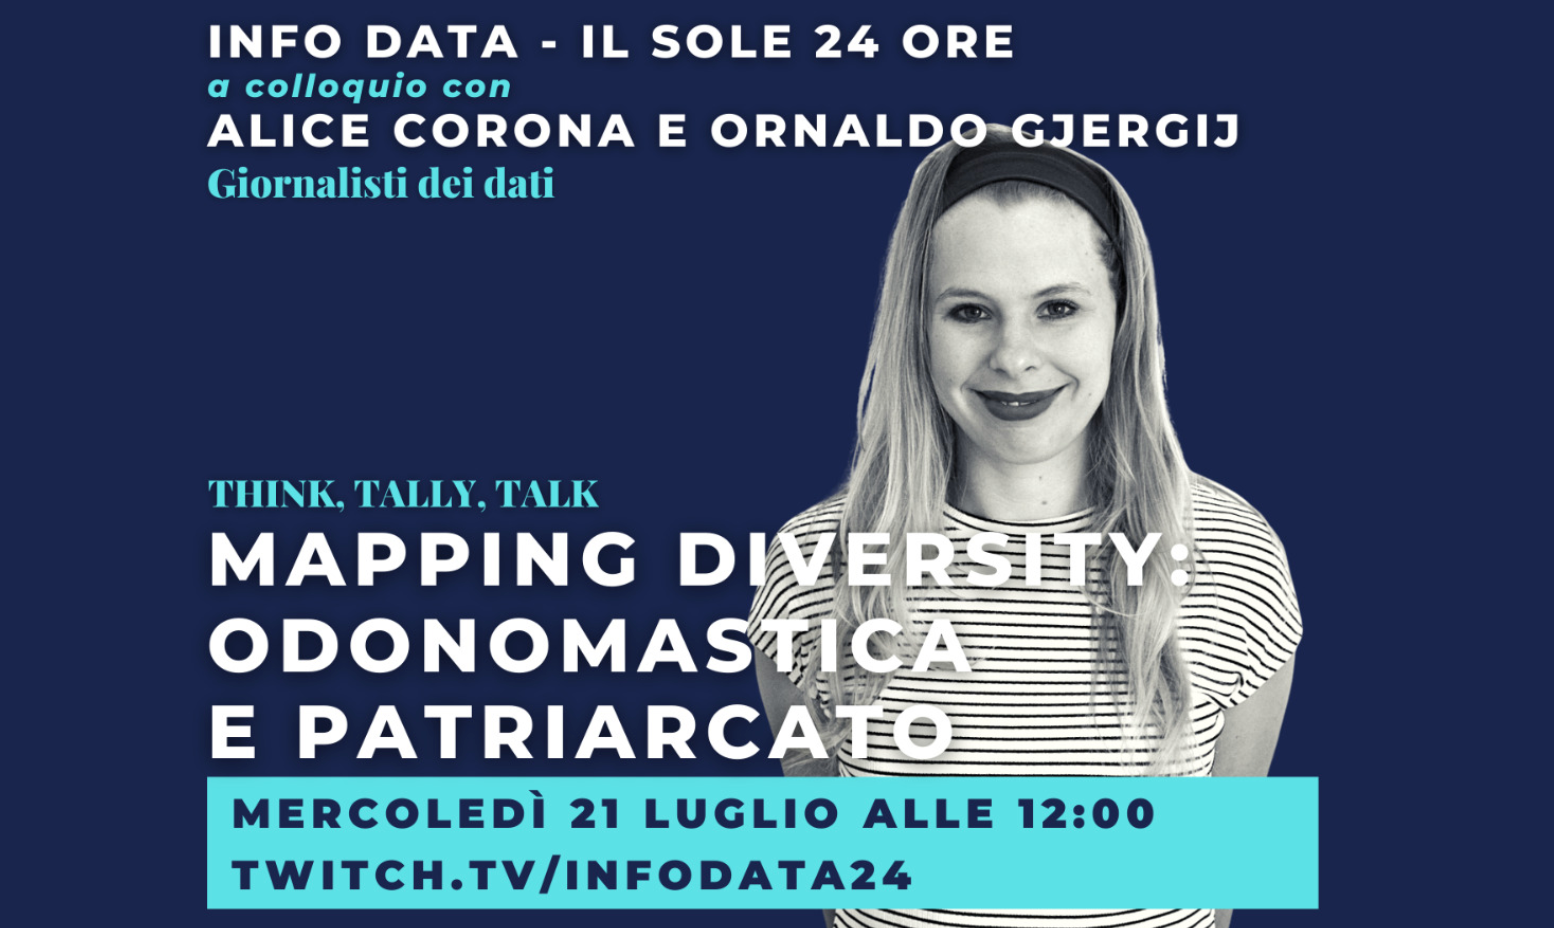 INFO DATA - IL SOLE 24 ORE
a colloquio con
ALICE CORONA E ORNALDO GJERGIJ
Giornalisti dei dati
THINK, TALLY, TALK
MAPPING DIVERSITY:
ODONOMASTICA
E PATRIARCATO
MERCOLEDÌ 21 LUGLIO ALLE 12:00
TWITCH.TV/INFODATA24